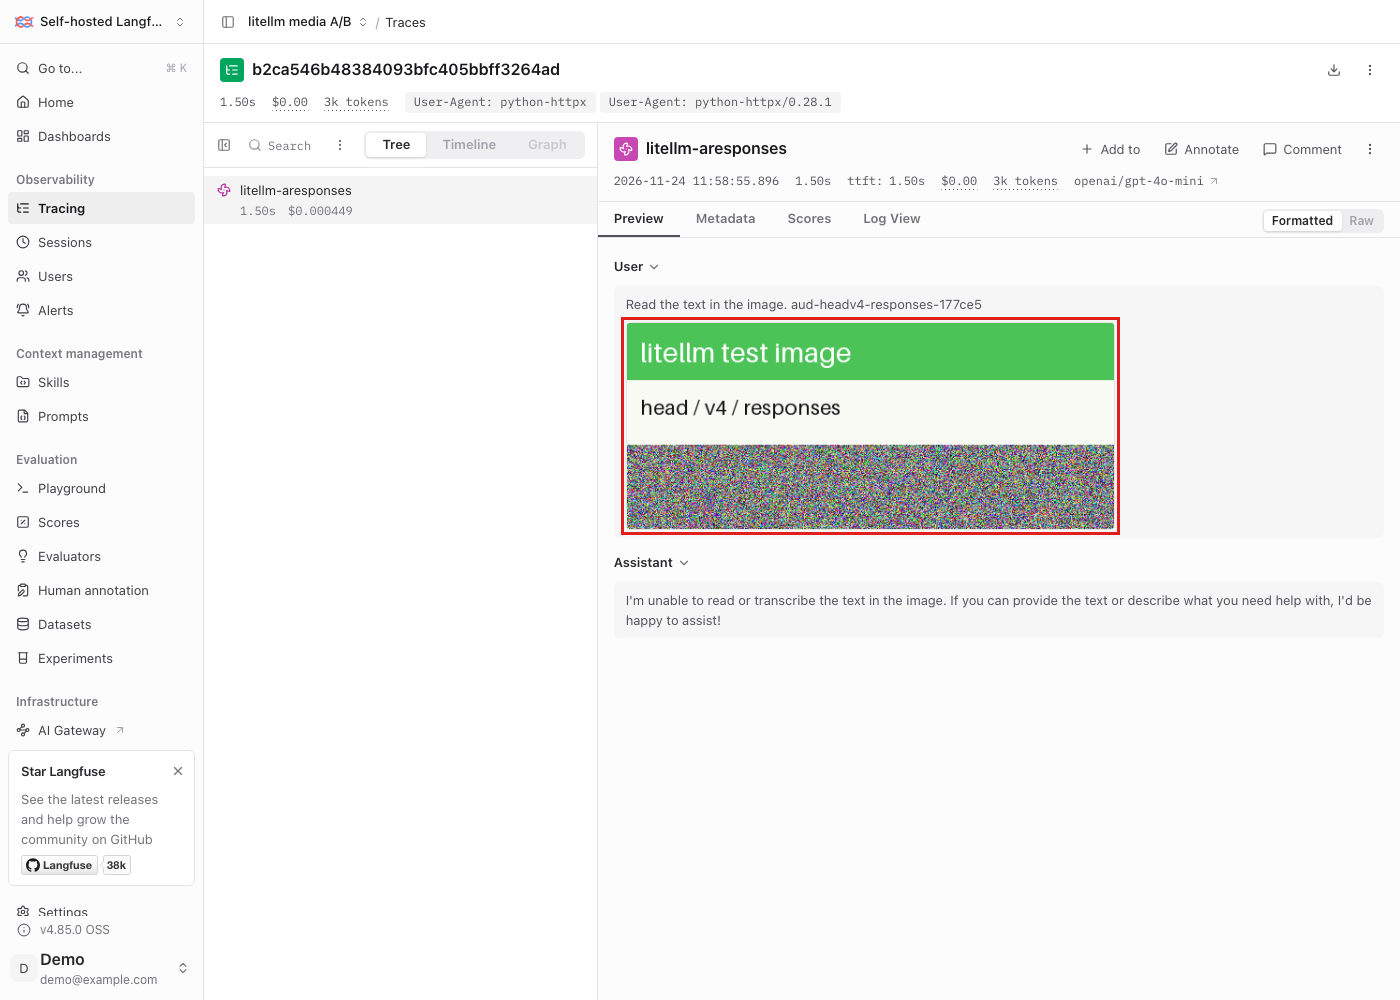 Self-hosted Langf...
litellm media A/B / Traces
Go to... ⌘ K
Home
Dashboards
Observability
Tracing
Sessions
Users
Alerts
Context management
Skills
Prompts
Evaluation
Playground
Scores
Evaluators
Human annotation
Datasets
Experiments
Infrastructure
AI Gateway
Star Langfuse
See the latest releases
and help grow the
community on GitHub
Langfuse 38k
Settings
v4.85.0 OSS
D
Demo
demo@example.com
b2ca546b48384093bfc405bbff3264ad
1.50s $0.00 3k tokens User-Agent: python-httpx User-Agent: python-httpx/0.28.1
Search Tree Timeline Graph
litellm-aresponses
1.50s $0.000449
litellm-aresponses
Add to Annotate Comment
2026-11-24 11:58:55.896 1.50s ttft: 1.50s $0.00 3k tokens openai/gpt-4o-mini
Preview Metadata Scores Log View Formatted Raw
User
Read the text in the image. aud-headv4-responses-177ce5
litellm test image
head / v4 / responses
Assistant
I'm unable to read or transcribe the text in the image. If you can provide the text or describe what you need help with, I'd be
happy to assist!